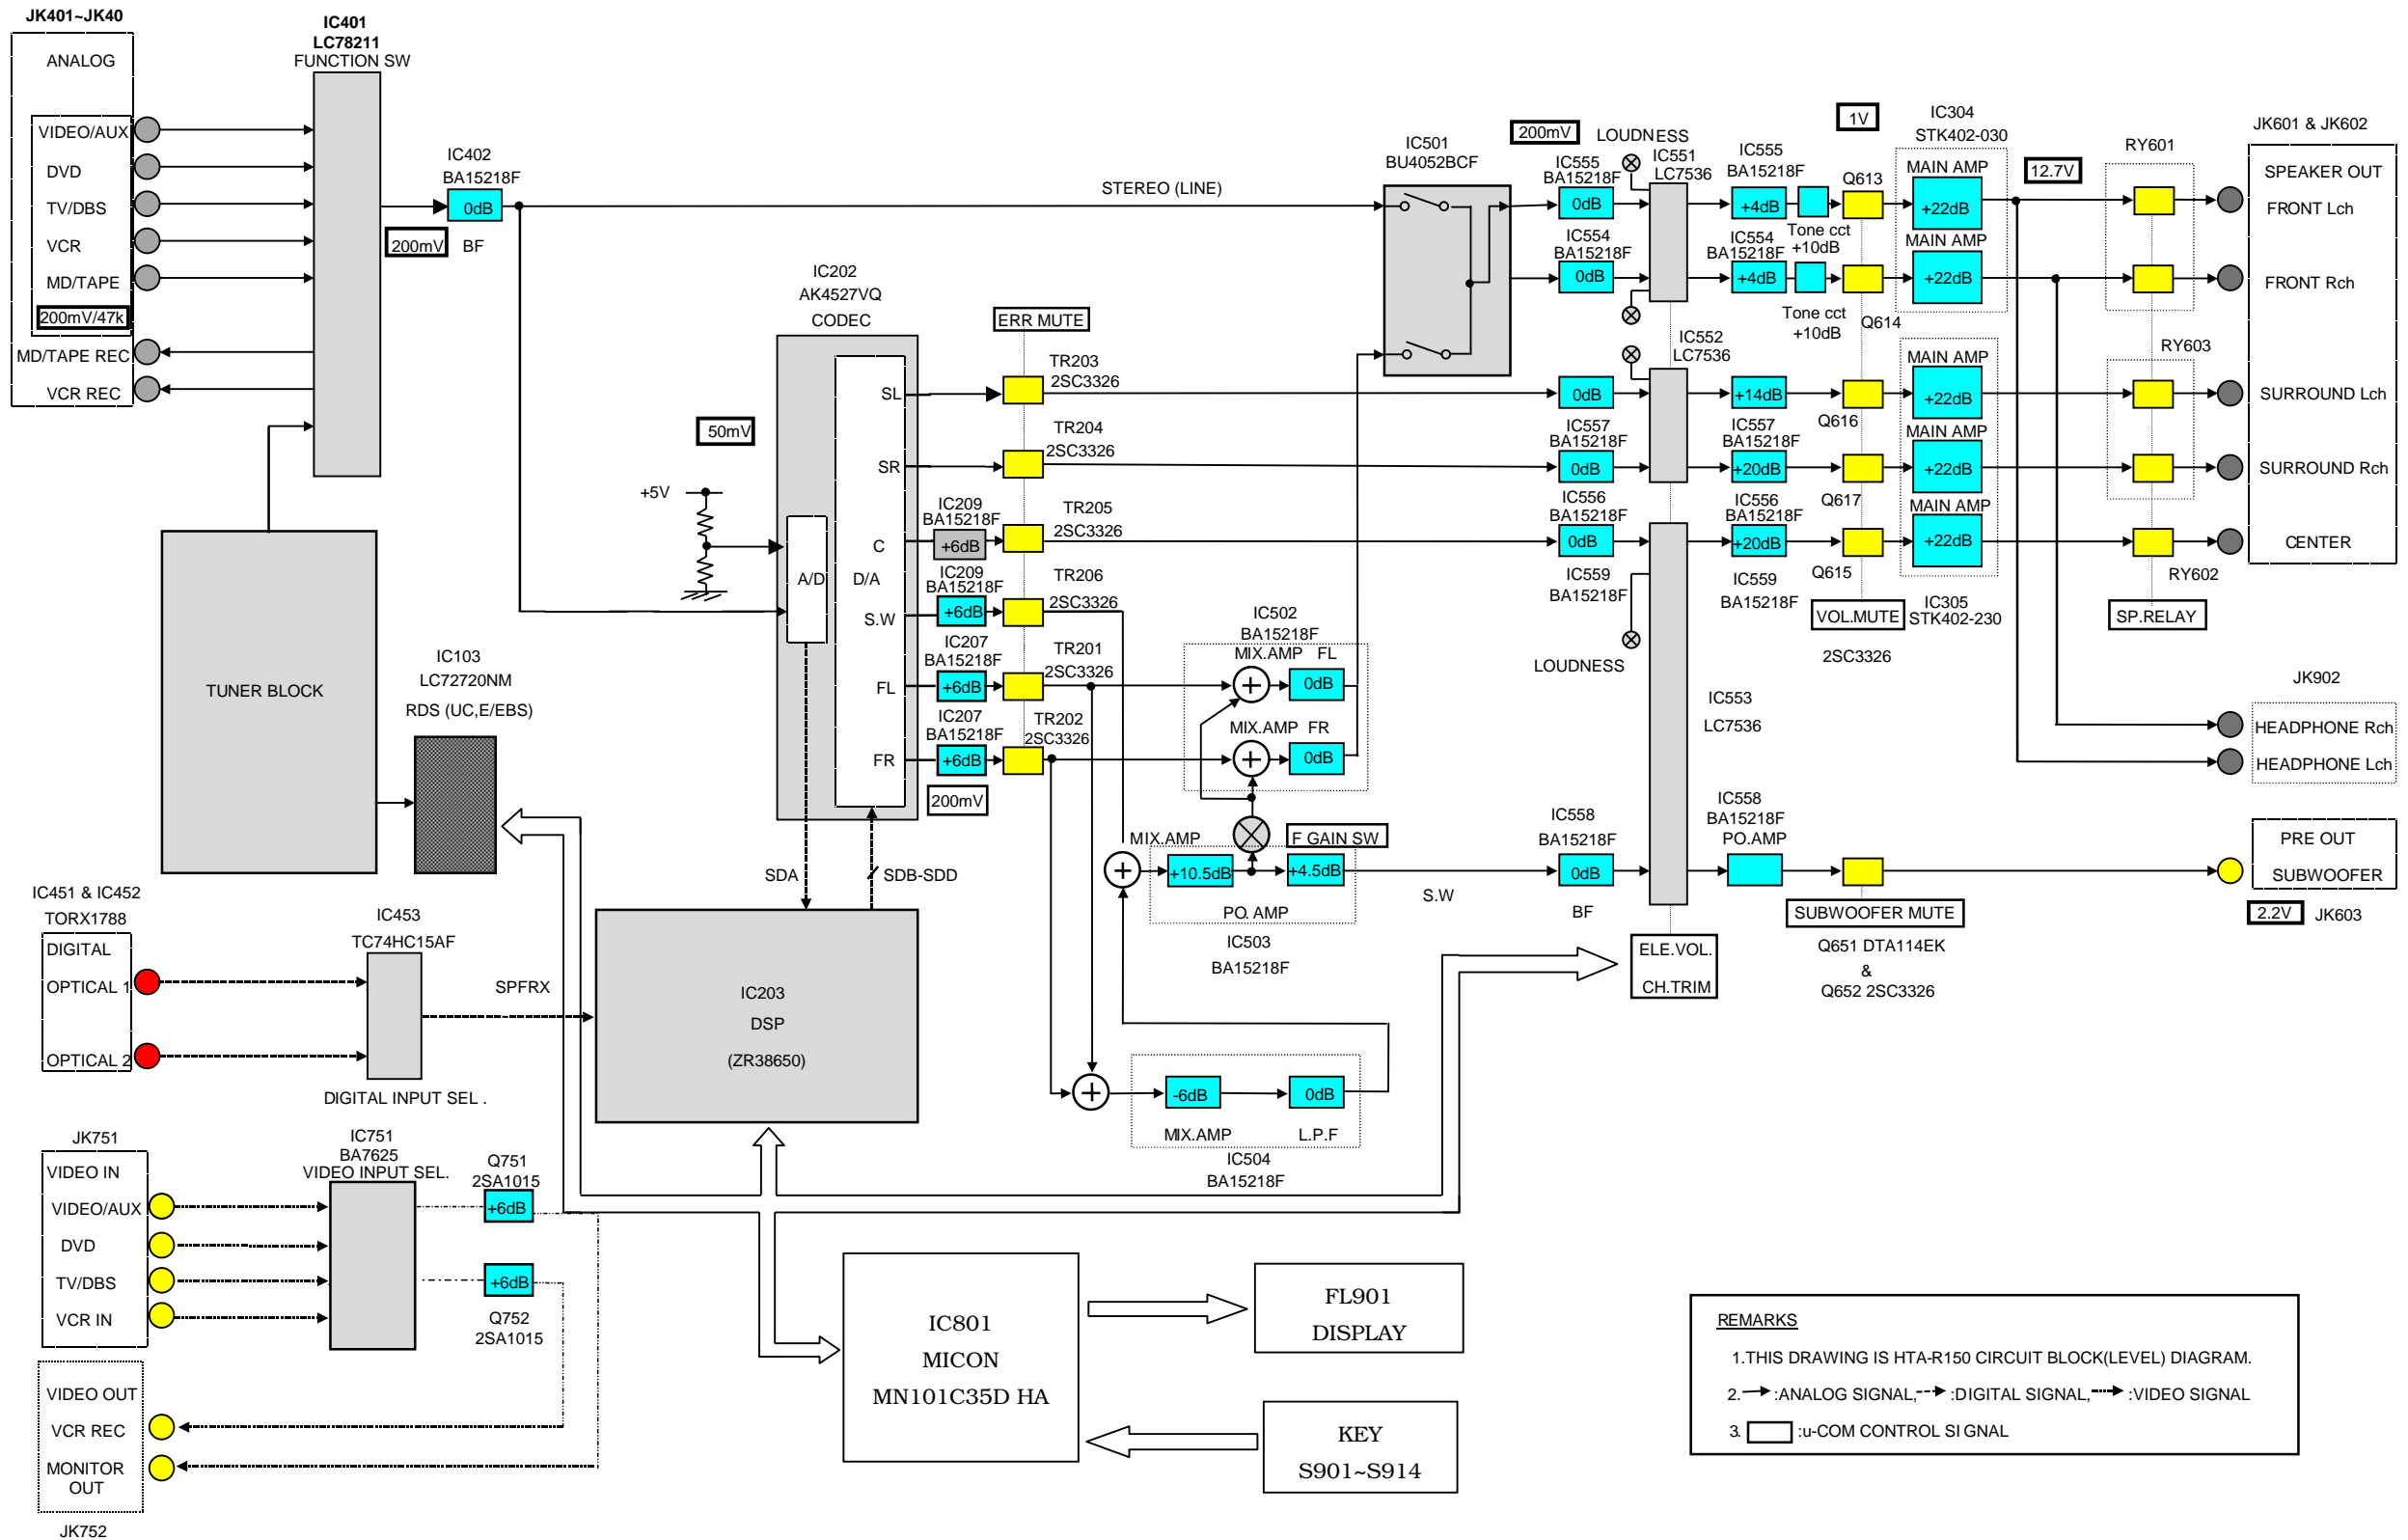 JK401~JK40
ANALOG
VIDEO/AUX
DVD
TV/DBS
VCR
MD/TAPE
200mV/47k
MD/TAPE REC
VCR REC
IC401
LC78211
FUNCTION SW
IC402
BA15218F
0dB
200mV
BF
STEREO (LINE)
TUNER BLOCK
IC103
LC72720NM
RDS (UC,E/EBS)
50mV
+5V
IC202
AK4527VQ
CODEC
A/D
D/A
SL
SR
C
S.W
FL
FR
ERR MUTE
TR203
2SC3326
TR204
2SC3326
IC209
BA15218F
+6dB
TR205
2SC3326
IC209
BA15218F
+6dB
TR206
2SC3326
IC207
BA15218F
+6dB
TR201
2SC3326
IC207
BA15218F
+6dB
TR202
2SC3326
200mV
SDA
SDB-SDD
IC203
DSP
(ZR38650)
IC501
BU4052BCF
IC502
BA15218F
MIX.AMP FL
0dB
MIX.AMP FR
0dB
MIX.AMP
F GAIN SW
+10.5dB
+4.5dB
PO. AMP
IC503
BA15218F
S.W
-6dB
0dB
MIX.AMP
L.P.F
IC504
BA15218F
200mV
LOUDNESS
IC555
BA15218F
0dB
IC551
LC7536
IC555
BA15218F
+4dB
Tone cct
+10dB
IC554
BA15218F
0dB
IC554
BA15218F
+4dB
Tone cct
+10dB
IC552
LC7536
0dB
+14dB
IC557
BA15218F
0dB
IC557
BA15218F
+20dB
IC556
BA15218F
0dB
IC556
BA15218F
+20dB
IC559
BA15218F
IC559
BA15218F
LOUDNESS
IC553
LC7536
IC558
BA15218F
0dB
BF
IC558
BA15218F
PO.AMP
ELE.VOL.
CH.TRIM
1V
Q613
Q614
Q616
Q617
Q615
VOL.MUTE
2SC3326
IC304
STK402-030
MAIN AMP
+22dB
MAIN AMP
+22dB
MAIN AMP
+22dB
MAIN AMP
+22dB
MAIN AMP
+22dB
IC305
STK402-230
12.7V
RY601
RY603
RY602
SP.RELAY
JK601 & JK602
SPEAKER OUT
FRONT Lch
FRONT Rch
SURROUND Lch
SURROUND Rch
CENTER
JK902
HEADPHONE Rch
HEADPHONE Lch
PRE OUT
SUBWOOFER
2.2V
JK603
SUBWOOFER MUTE
Q651 DTA114EK
&
Q652 2SC3326
IC451 & IC452
TORX1788
DIGITAL
OPTICAL 1
OPTICAL 2
IC453
TC74HC15AF
DIGITAL INPUT SEL .
SPFRX
JK751
VIDEO IN
VIDEO/AUX
DVD
TV/DBS
VCR IN
IC751
BA7625
VIDEO INPUT SEL.
Q751
2SA1015
+6dB
+6dB
Q752
2SA1015
VIDEO OUT
VCR REC
MONITOR
OUT
JK752
IC801
MICON
MN101C35D HA
FL901
DISPLAY
KEY
S901~S914
REMARKS
1.THIS DRAWING IS HTA-R150 CIRCUIT BLOCK(LEVEL) DIAGRAM.
2. :ANALOG SIGNAL, :DIGITAL SIGNAL, :VIDEO SIGNAL
3. :u-COM CONTROL SIGNAL